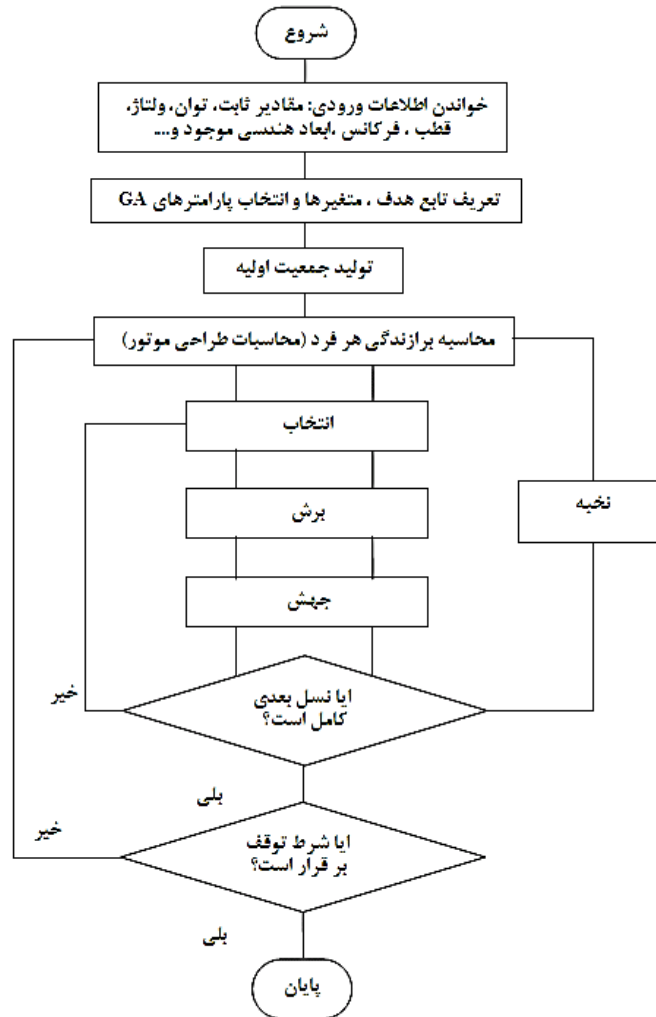 شروع
خواندن اطلاعات ورودی: مقادیر ثابت، توان، ولتاژ،
قطب ، فرکانس ،ابعاد هندسی موجود و....
تعریف تابع هدف ، متغیرها و انتخاب پارامترهای GA
تولید جمعیت اولیه
محاسبه برازندگی هر فرد (محاسبات طراحی موتور)
انتخاب
برش
نخبه
جهش
ایا نسل بعدی
کامل است؟
خیر
بلی
ایا شرط توقف
بر قرار است؟
خیر
بلی
پایان